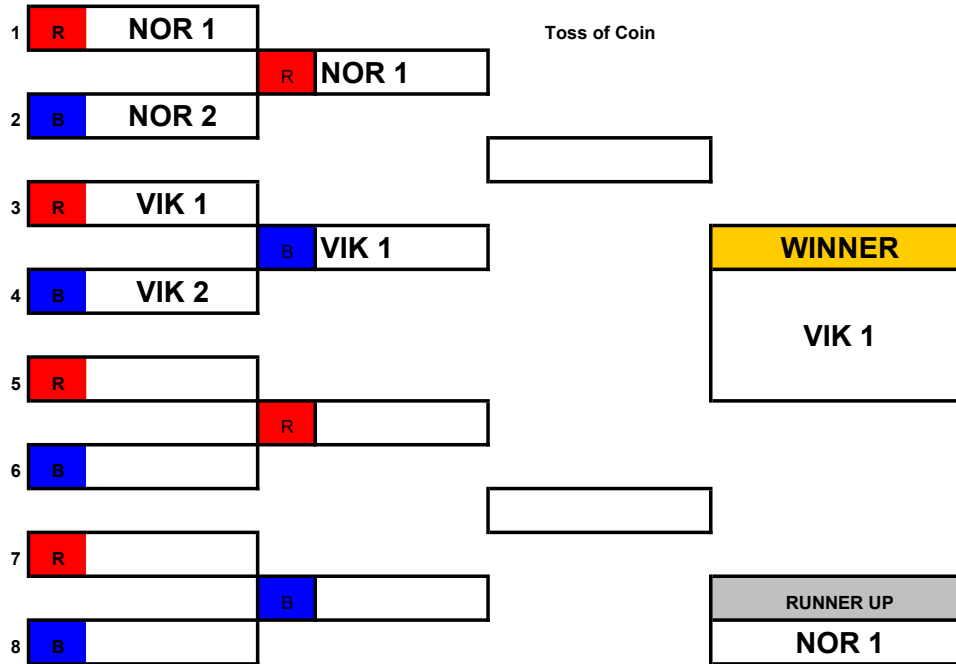 1 R NOR 1 Toss of Coin
R NOR 1
2 B NOR 2
3 R VIK 1
B VIK 1 WINNER
4 B VIK 2
VIK 1
5 R
R
6 B
7 R
B RUNNER UP
8 B NOR 1